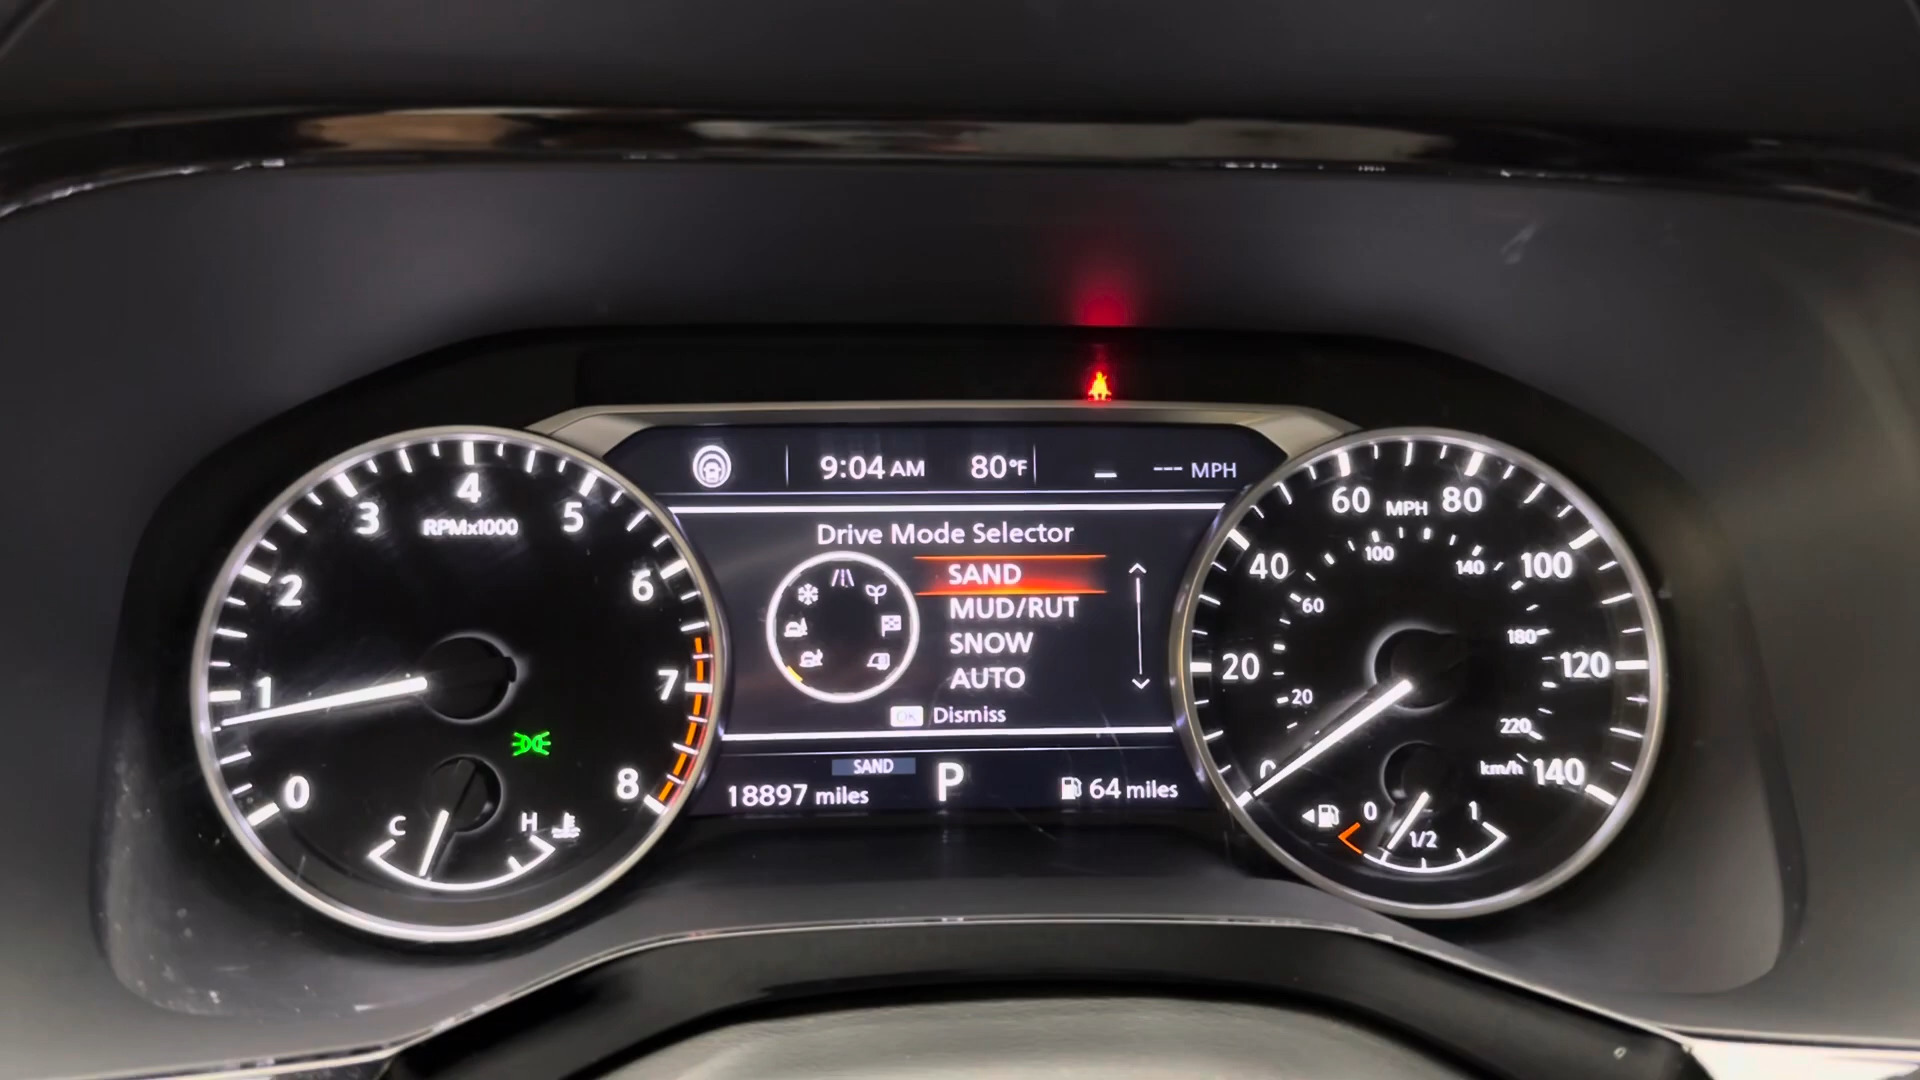 9:04 AM 80°F --- MPH
Drive Mode Selector
SAND
MUD/RUT
SNOW
AUTO
OK Dismiss
SAND
18897 miles P 64 miles
RPMx1000
0 1 2 3 4 5 6 7 8
C H
MPH
0 20 40 60 80 100 120 140
20 60 100 140 180 220
km/h
0 1/2 1